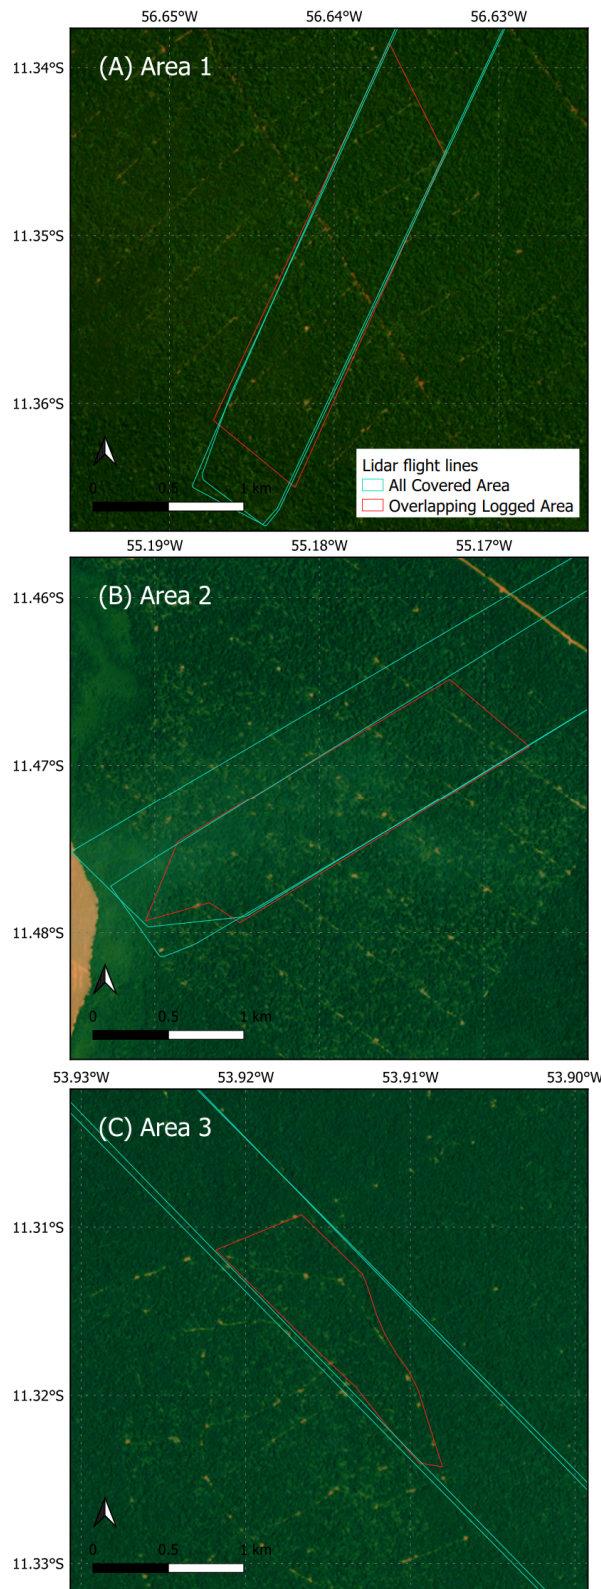 56.65°W 56.64°W 56.63°W
11.34°S
(A) Area 1
11.35°S
11.36°S
Lidar flight lines
All Covered Area
Overlapping Logged Area
0 0.5 1 km
55.19°W 55.18°W 55.17°W
11.46°S
(B) Area 2
11.47°S
11.48°S
0 0.5 1 km
53.93°W 53.92°W 53.91°W 53.90°W
(C) Area 3
11.31°S
11.32°S
0 0.5 1 km
11.33°S